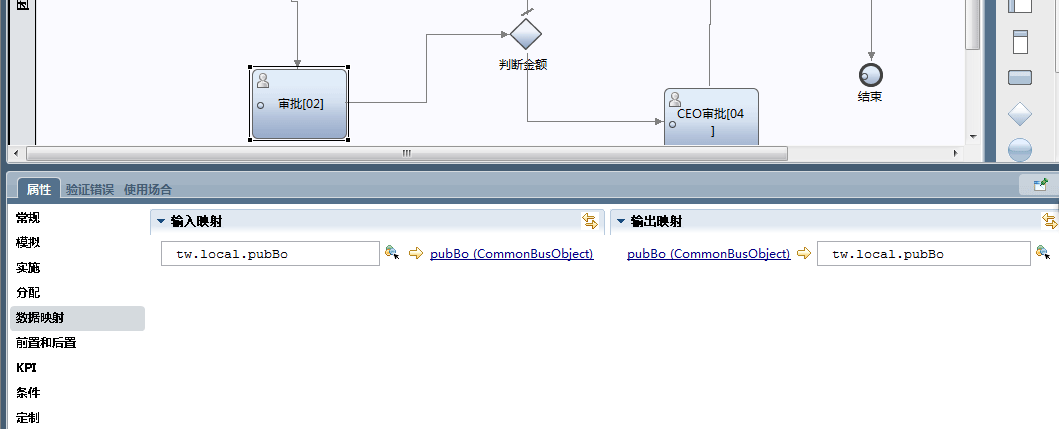 判断金额
审批[02]
结束
CEO审批[04
]
属性 验证错误 使用场合
常规
模拟
实施
分配
数据映射
前置和后置
KPI
条件
定制
输入映射
tw.local.pubBo
pubBo (CommonBusObject)
输出映射
pubBo (CommonBusObject)
tw.local.pubBo